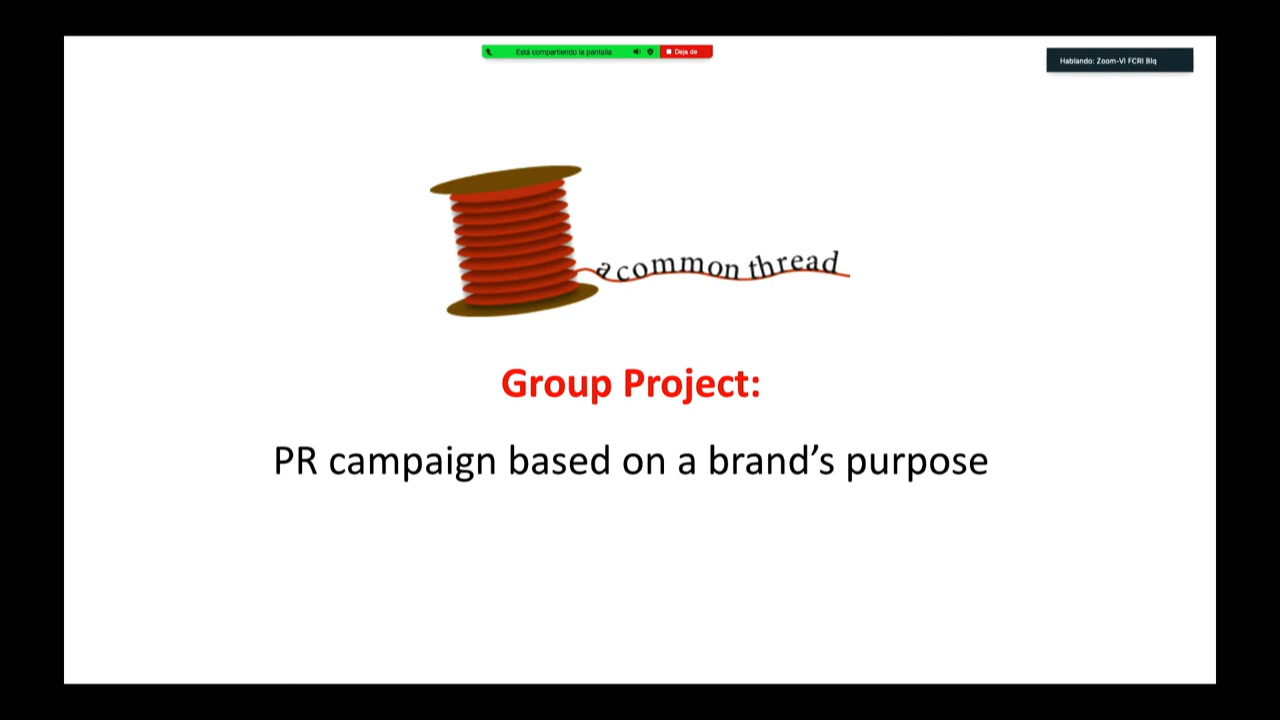 Está compartiendo la pantalla
Deja de
Hablando: Zoom-VI FCRI Blq
a common thread
Group Project:
PR campaign based on a brand’s purpose